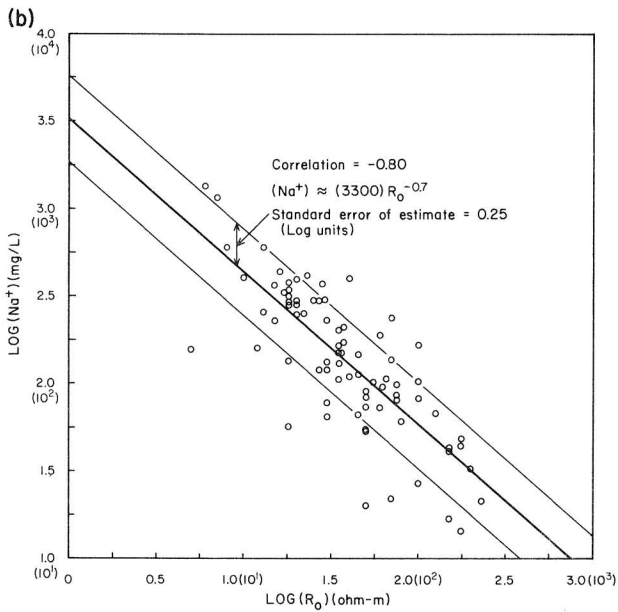 (b)
4.0
(10⁴)
3.5
3.0
(10³)
2.5
2.0
(10²)
1.5
1.0
(10¹)
LOG (Na⁺) (mg/L)
Correlation = −0.80
(Na⁺) ≈ (3300) R₀⁻⁰·⁷
Standard error of estimate = 0.25
(Log units)
0 0.5 1.0 (10¹) 1.5 2.0 (10²) 2.5 3.0 (10³)
LOG (R₀) (ohm-m)